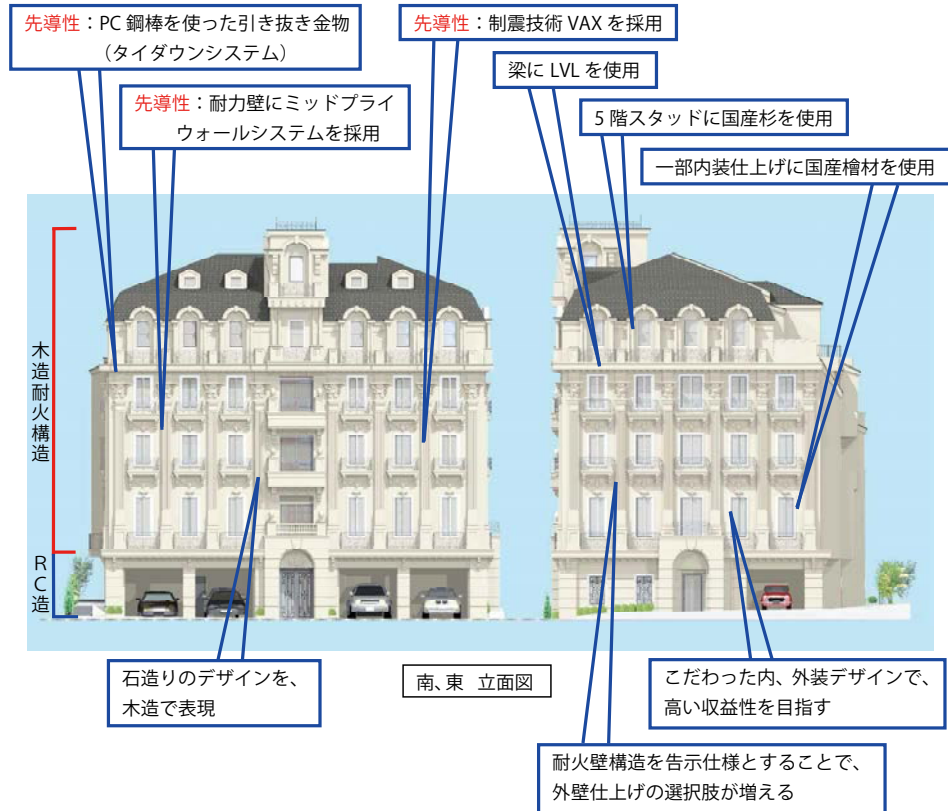 先導性：PC 鋼棒を使った引き抜き金物
（タイダウンシステム）
先導性：制震技術 VAX を採用
梁に LVL を使用
先導性：耐力壁にミッドプライ
ウォールシステムを採用
5 階スタッドに国産杉を使用
一部内装仕上げに国産檜材を使用
木造耐火構造
RC造
石造りのデザインを、
木造で表現
南、東 立面図
こだわった内、外装デザインで、
高い収益性を目指す
耐火壁構造を告示仕様とすることで、
外壁仕上げの選択肢が増える